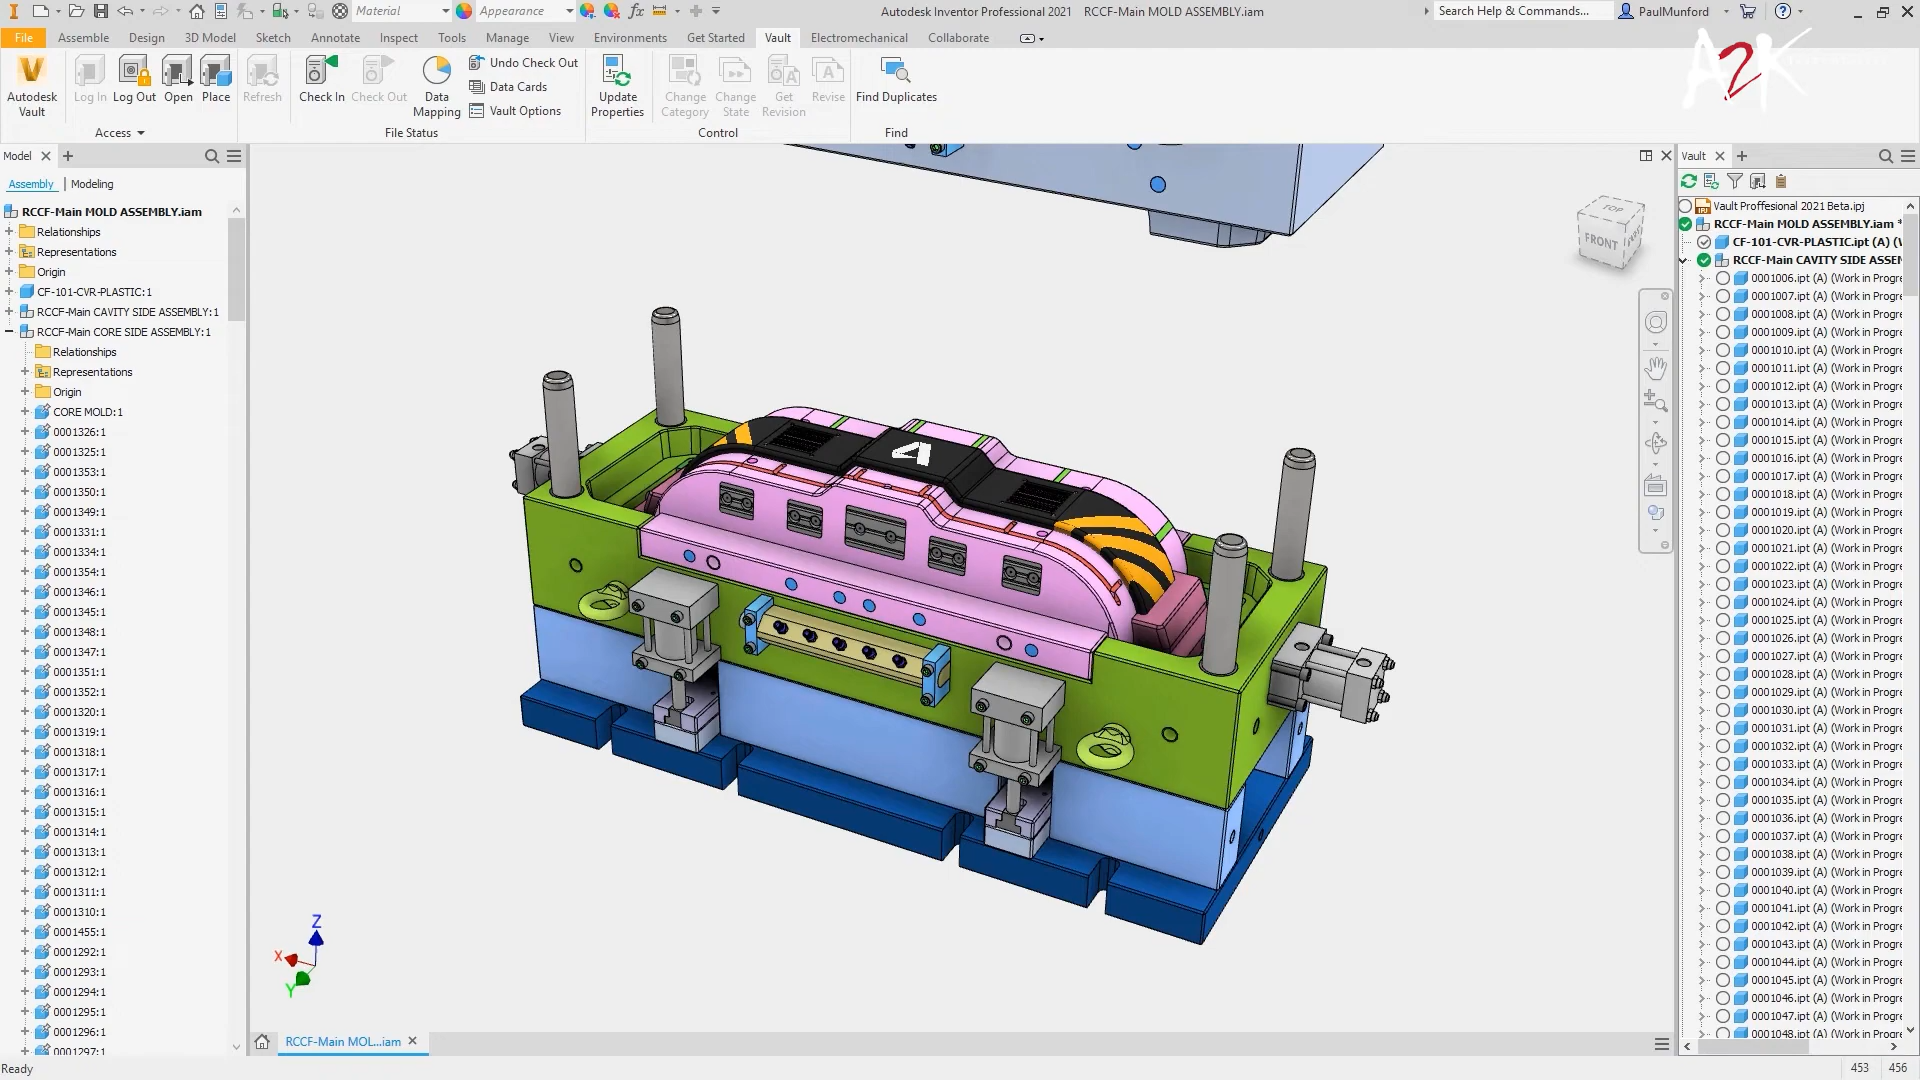 Material
Appearance
fx
Autodesk Inventor Professional 2021 RCCF-Main MOLD ASSEMBLY.iam
Search Help & Commands...
PaulMunford
File Assemble Design 3D Model Sketch Annotate Inspect Tools Manage View Environments Get Started Vault Electromechanical Collaborate
A2K
Autodesk Vault
Log In
Log Out
Open
Place
Refresh
Check In
Check Out
Data Mapping
Undo Check Out
Data Cards
Vault Options
Update Properties
Change Category
Change State
Get Revision
Revise
Find Duplicates
Access
File Status
Control
Find
Model
Assembly | Modeling
RCCF-Main MOLD ASSEMBLY.iam
Relationships
Representations
Origin
CF-101-CVR-PLASTIC:1
RCCF-Main CAVITY SIDE ASSEMBLY:1
RCCF-Main CORE SIDE ASSEMBLY:1
Relationships
Representations
Origin
CORE MOLD:1
0001326:1
0001325:1
0001353:1
0001350:1
0001349:1
0001331:1
0001334:1
0001354:1
0001346:1
0001345:1
0001348:1
0001347:1
0001351:1
0001352:1
0001320:1
0001319:1
0001318:1
0001317:1
0001316:1
0001315:1
0001314:1
0001313:1
0001312:1
0001311:1
0001310:1
0001455:1
0001292:1
0001293:1
0001294:1
0001295:1
0001296:1
0001297:1
TOP
FRONT
Z
X
Y
RCCF-Main MOL...iam
Vault
Vault Proffesional 2021 Beta.ipj
RCCF-Main MOLD ASSEMBLY.iam *
CF-101-CVR-PLASTIC.ipt (A) (W
RCCF-Main CAVITY SIDE ASSEM
0001006.ipt (A) (Work in Progre
0001007.ipt (A) (Work in Progre
0001008.ipt (A) (Work in Progre
0001009.ipt (A) (Work in Progre
0001010.ipt (A) (Work in Progre
0001011.ipt (A) (Work in Progre
0001012.ipt (A) (Work in Progre
0001013.ipt (A) (Work in Progre
0001014.ipt (A) (Work in Progre
0001015.ipt (A) (Work in Progre
0001016.ipt (A) (Work in Progre
0001017.ipt (A) (Work in Progre
0001018.ipt (A) (Work in Progre
0001019.ipt (A) (Work in Progre
0001020.ipt (A) (Work in Progre
0001021.ipt (A) (Work in Progre
0001022.ipt (A) (Work in Progre
0001023.ipt (A) (Work in Progre
0001024.ipt (A) (Work in Progre
0001025.ipt (A) (Work in Progre
0001026.ipt (A) (Work in Progre
0001027.ipt (A) (Work in Progre
0001028.ipt (A) (Work in Progre
0001029.ipt (A) (Work in Progre
0001030.ipt (A) (Work in Progre
0001031.ipt (A) (Work in Progre
0001032.ipt (A) (Work in Progre
0001033.ipt (A) (Work in Progre
0001034.ipt (A) (Work in Progre
0001035.ipt (A) (Work in Progre
0001036.ipt (A) (Work in Progre
0001037.ipt (A) (Work in Progre
0001038.ipt (A) (Work in Progre
0001039.ipt (A) (Work in Progre
0001040.ipt (A) (Work in Progre
0001041.ipt (A) (Work in Progre
0001042.ipt (A) (Work in Progre
0001043.ipt (A) (Work in Progre
0001044.ipt (A) (Work in Progre
0001045.ipt (A) (Work in Progre
0001046.ipt (A) (Work in Progre
0001047.ipt (A) (Work in Progre
0001048.ipt (A) (Work in Progre
Ready
453 456